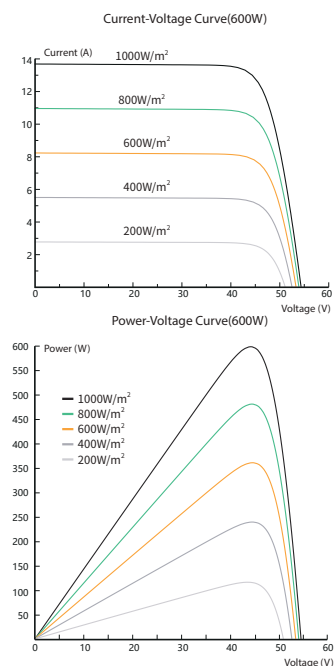 Current-Voltage Curve(600W)
Current (A)
14
12
10
8
6
4
2
1000W/m²
800W/m²
600W/m²
400W/m²
200W/m²
0 10 20 30 40 50 60
Voltage (V)
Power-Voltage Curve(600W)
Power (W)
600
550
500
450
400
350
300
250
200
150
100
50
1000W/m²
800W/m²
600W/m²
400W/m²
200W/m²
0 10 20 30 40 50 60
Voltage (V)